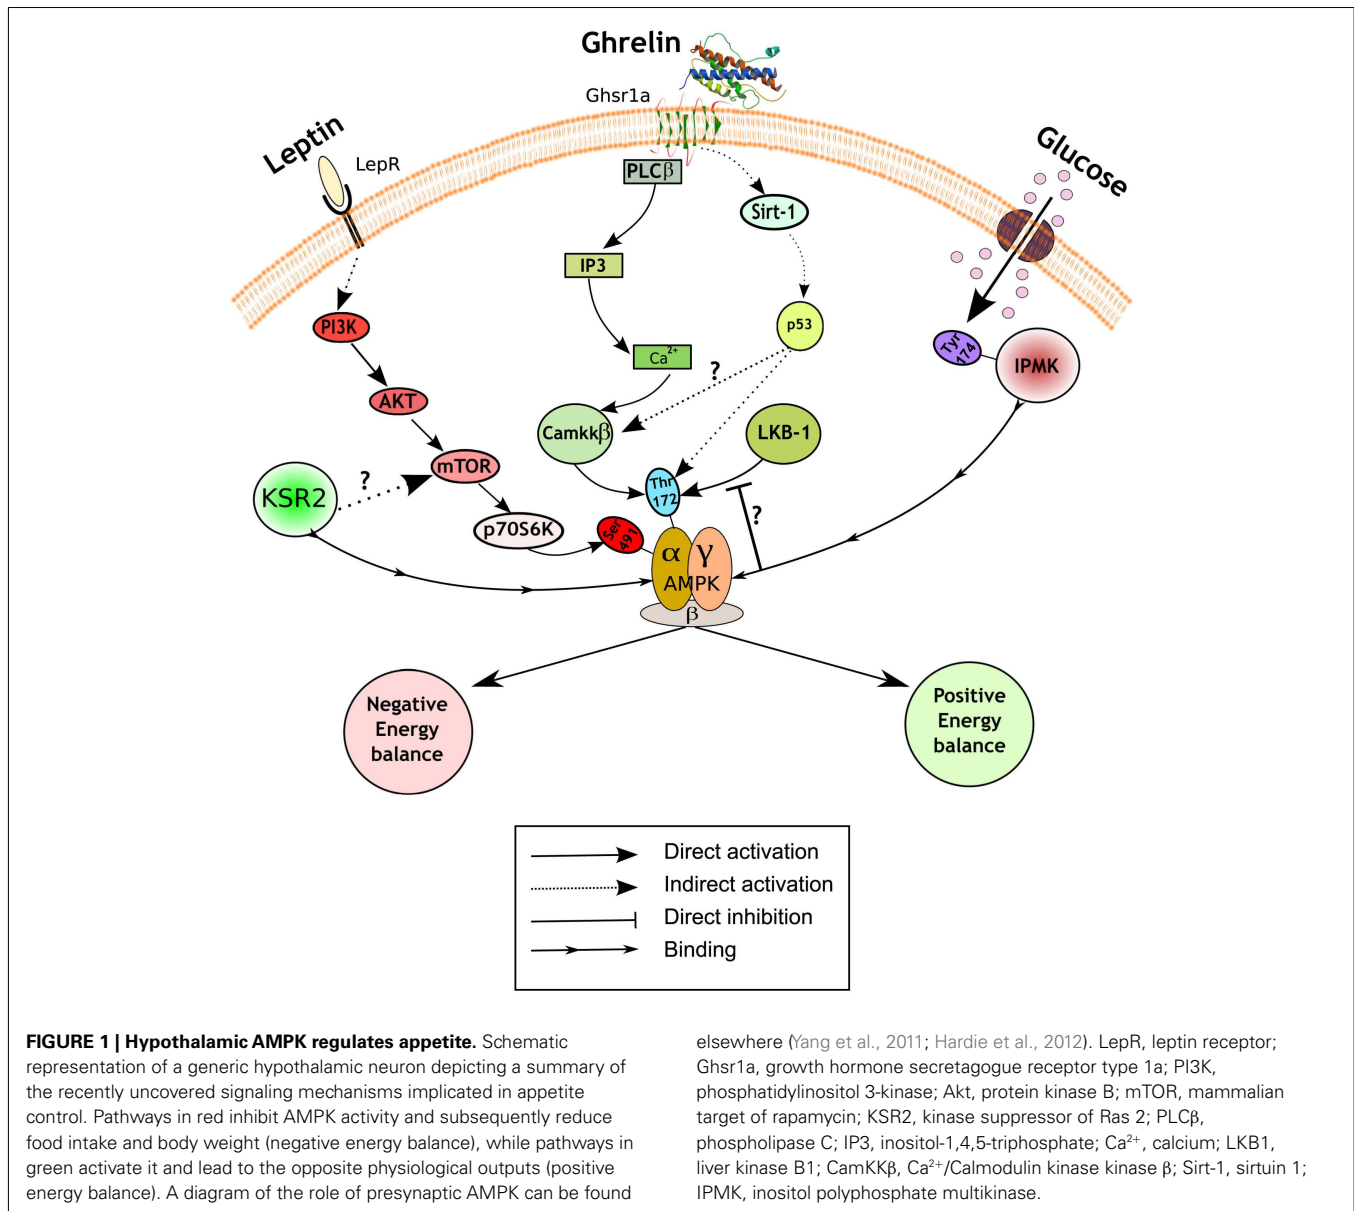 Ghrelin
Ghsr1a
Leptin
LepR
Glucose
PLCβ
Sirt-1
IP3
PI3K
p53
Tyr
174
IPMK
Ca2+
?
AKT
Camkkβ
LKB-1
mTOR
KSR2
?
Thr
172
?
p70S6K
Ser
491
α
γ
AMPK
β
Negative
Energy
balance
Positive
Energy
balance
Direct activation
Indirect activation
Direct inhibition
Binding
FIGURE 1 | Hypothalamic AMPK regulates appetite. Schematic
representation of a generic hypothalamic neuron depicting a summary of
the recently uncovered signaling mechanisms implicated in appetite
control. Pathways in red inhibit AMPK activity and subsequently reduce
food intake and body weight (negative energy balance), while pathways in
green activate it and lead to the opposite physiological outputs (positive
energy balance). A diagram of the role of presynaptic AMPK can be found
elsewhere (Yang et al., 2011; Hardie et al., 2012). LepR, leptin receptor;
Ghsr1a, growth hormone secretagogue receptor type 1a; PI3K,
phosphatidylinositol 3-kinase; Akt, protein kinase B; mTOR, mammalian
target of rapamycin; KSR2, kinase suppressor of Ras 2; PLCβ,
phospholipase C; IP3, inositol-1,4,5-triphosphate; Ca2+, calcium; LKB1,
liver kinase B1; CamKKβ, Ca2+/Calmodulin kinase kinase β; Sirt-1, sirtuin 1;
IPMK, inositol polyphosphate multikinase.